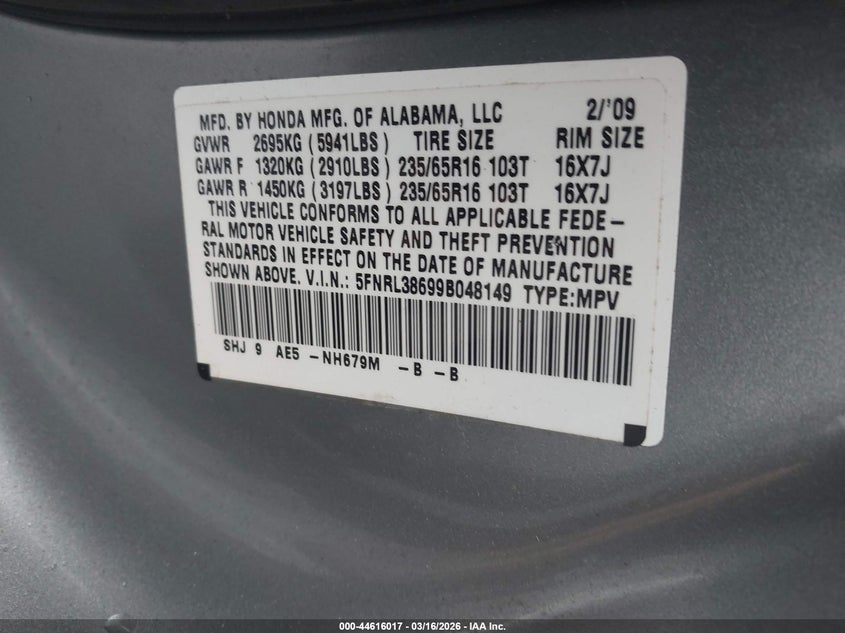 MFD. BY HONDA MFG. OF ALABAMA, LLC 2/'09
GVWR 2695KG (5941LBS) TIRE SIZE RIM SIZE
GAWR F 1320KG (2910LBS) 235/65R16 103T 16X7J
GAWR R 1450KG (3197LBS) 235/65R16 103T 16X7J
THIS VEHICLE CONFORMS TO ALL APPLICABLE FEDE-
RAL MOTOR VEHICLE SAFETY AND THEFT PREVENTION
STANDARDS IN EFFECT ON THE DATE OF MANUFACTURE
SHOWN ABOVE. V.I.N.: 5FNRL38699B048149 TYPE:MPV
SHJ 9 AE5 -NH679M -B -B
000-44616017 - 03/16/2026 - IAA Inc.